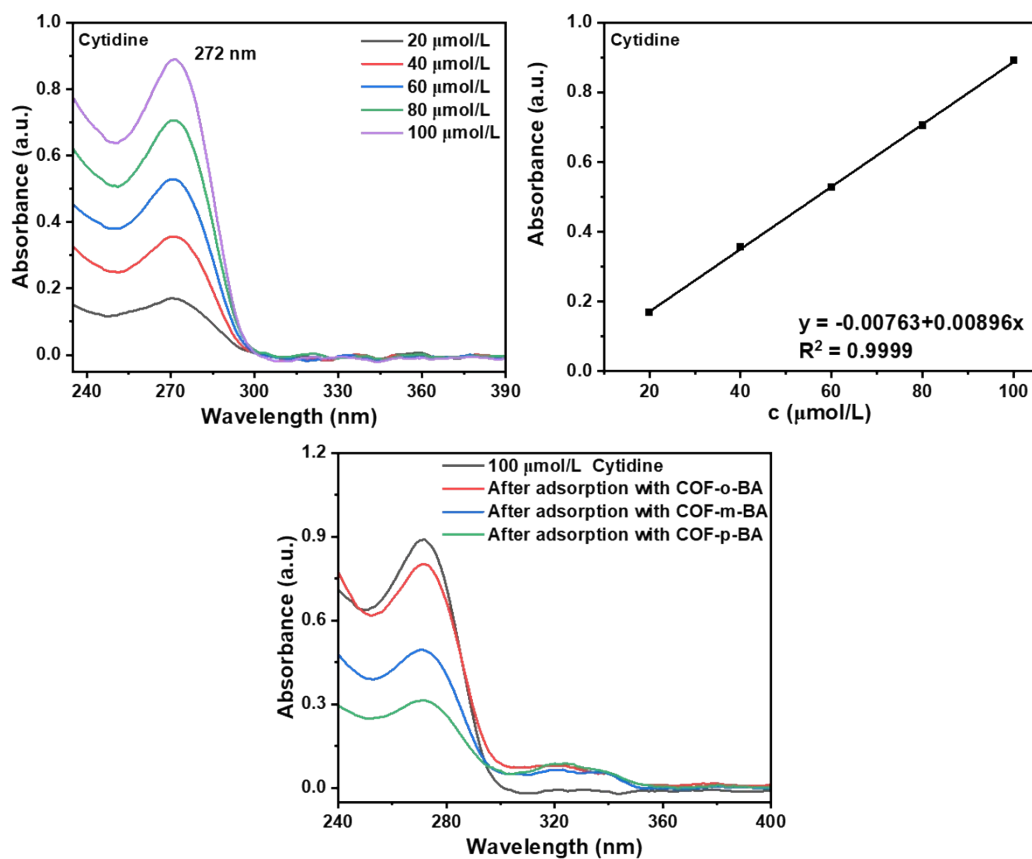 Cytidine
272 nm
20 μmol/L
40 μmol/L
60 μmol/L
80 μmol/L
100 μmol/L
Absorbance (a.u.)
1.0
0.8
0.6
0.4
0.2
0.0
240 270 300 330 360 390
Wavelength (nm)
Cytidine
Absorbance (a.u.)
1.0
0.8
0.6
0.4
0.2
0.0
y = -0.00763+0.00896x
R² = 0.9999
20 40 60 80 100
c (μmol/L)
100 μmol/L Cytidine
After adsorption with COF-o-BA
After adsorption with COF-m-BA
After adsorption with COF-p-BA
Absorbance (a.u.)
1.2
0.9
0.6
0.3
0.0
240 280 320 360 400
Wavelength (nm)